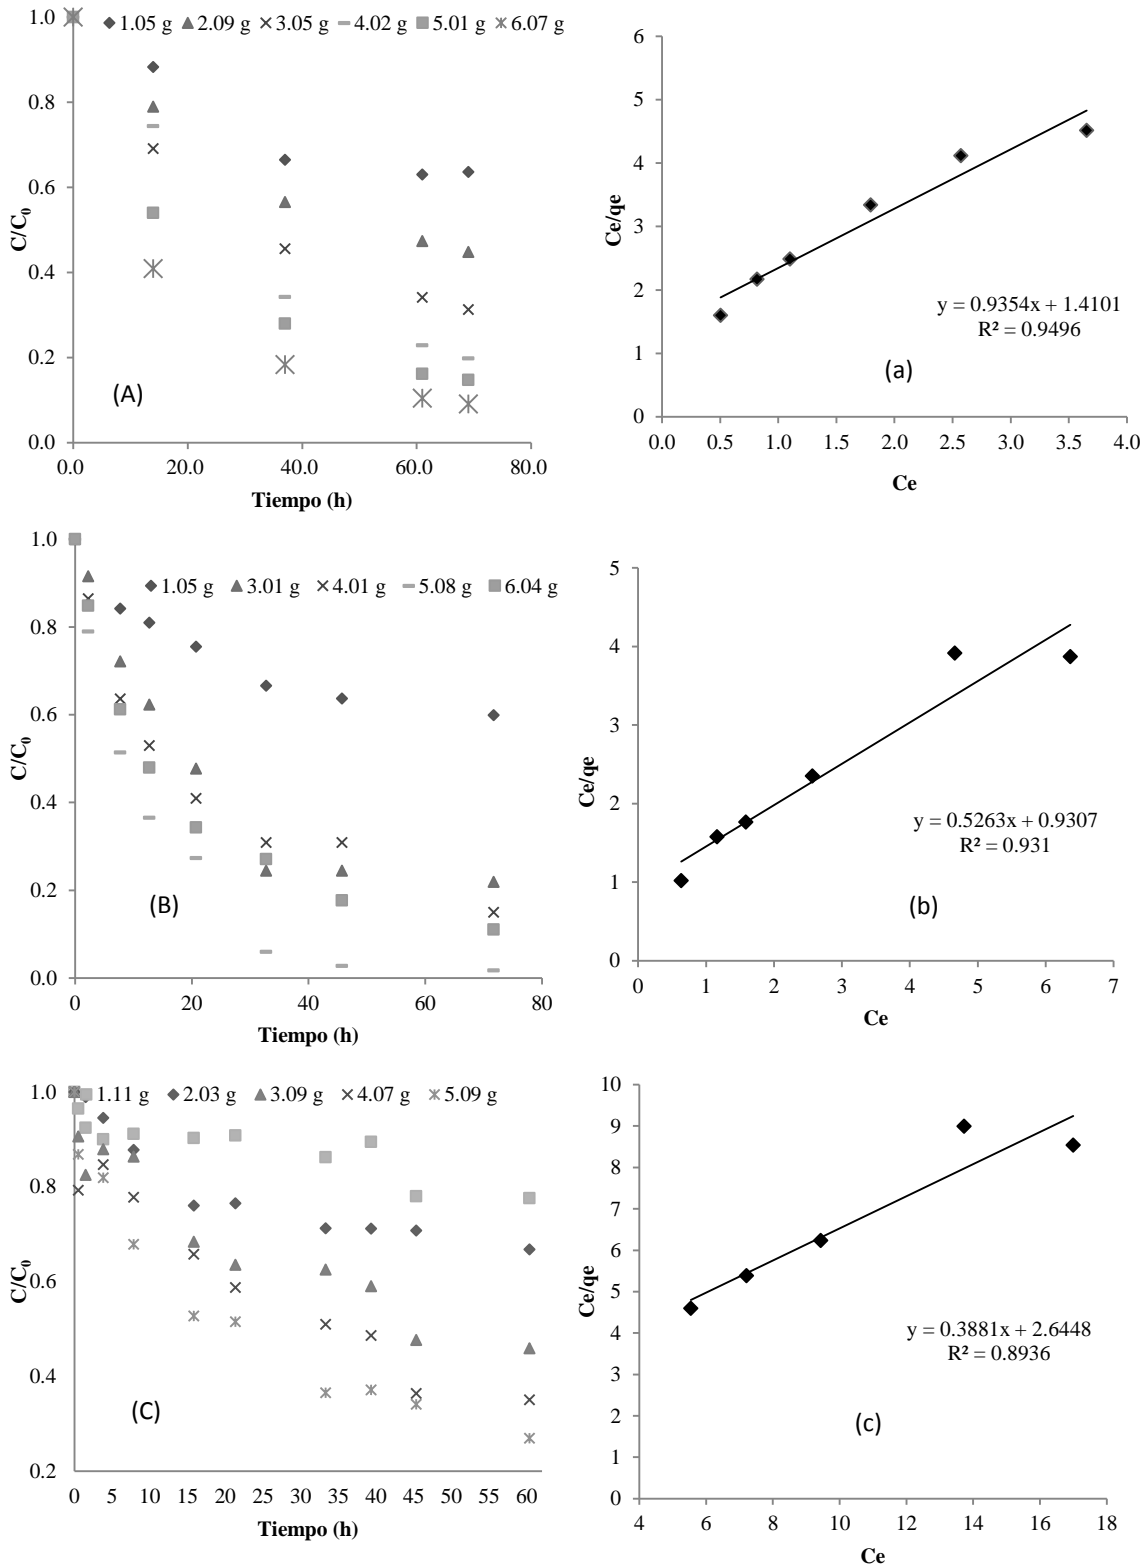 1.05 g 2.09 g 3.05 g 4.02 g 5.01 g 6.07 g
1.0
0.8
0.6
0.4
0.2
0.0
C/C0
(A)
0.0 20.0 40.0 60.0 80.0
Tiempo (h)
6
5
4
3
2
1
0
Ce/qe
y = 0.9354x + 1.4101
R² = 0.9496
(a)
0.0 0.5 1.0 1.5 2.0 2.5 3.0 3.5 4.0
Ce
1.05 g 3.01 g 4.01 g 5.08 g 6.04 g
1.0
0.8
0.6
0.4
0.2
0.0
C/C0
(B)
0 20 40 60 80
Tiempo (h)
5
4
3
2
1
0
Ce/qe
y = 0.5263x + 0.9307
R² = 0.931
(b)
0 1 2 3 4 5 6 7
Ce
1.11 g 2.03 g 3.09 g 4.07 g 5.09 g
1.0
0.8
0.6
0.4
0.2
C/C0
(C)
0 5 10 15 20 25 30 35 40 45 50 55 60
Tiempo (h)
10
9
8
7
6
5
4
3
2
1
0
Ce/qe
y = 0.3881x + 2.6448
R² = 0.8936
(c)
4 6 8 10 12 14 16 18
Ce